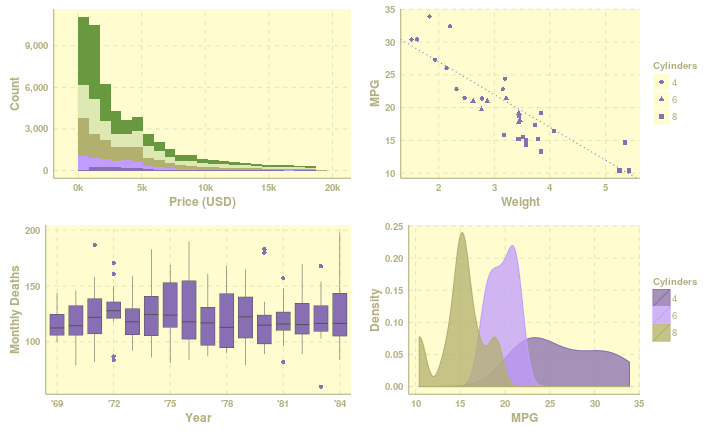 9,000
6,000
3,000
0
Count
0k 5k 10k 15k 20k
Price (USD)
35
30
25
20
15
10
MPG
2 3 4 5
Weight
Cylinders
4
6
8
200
150
100
Monthly Deaths
'69 '72 '75 '78 '81 '84
Year
0.25
0.20
0.15
0.10
0.05
0.00
Density
10 15 20 25 30 35
MPG
Cylinders
4
6
8